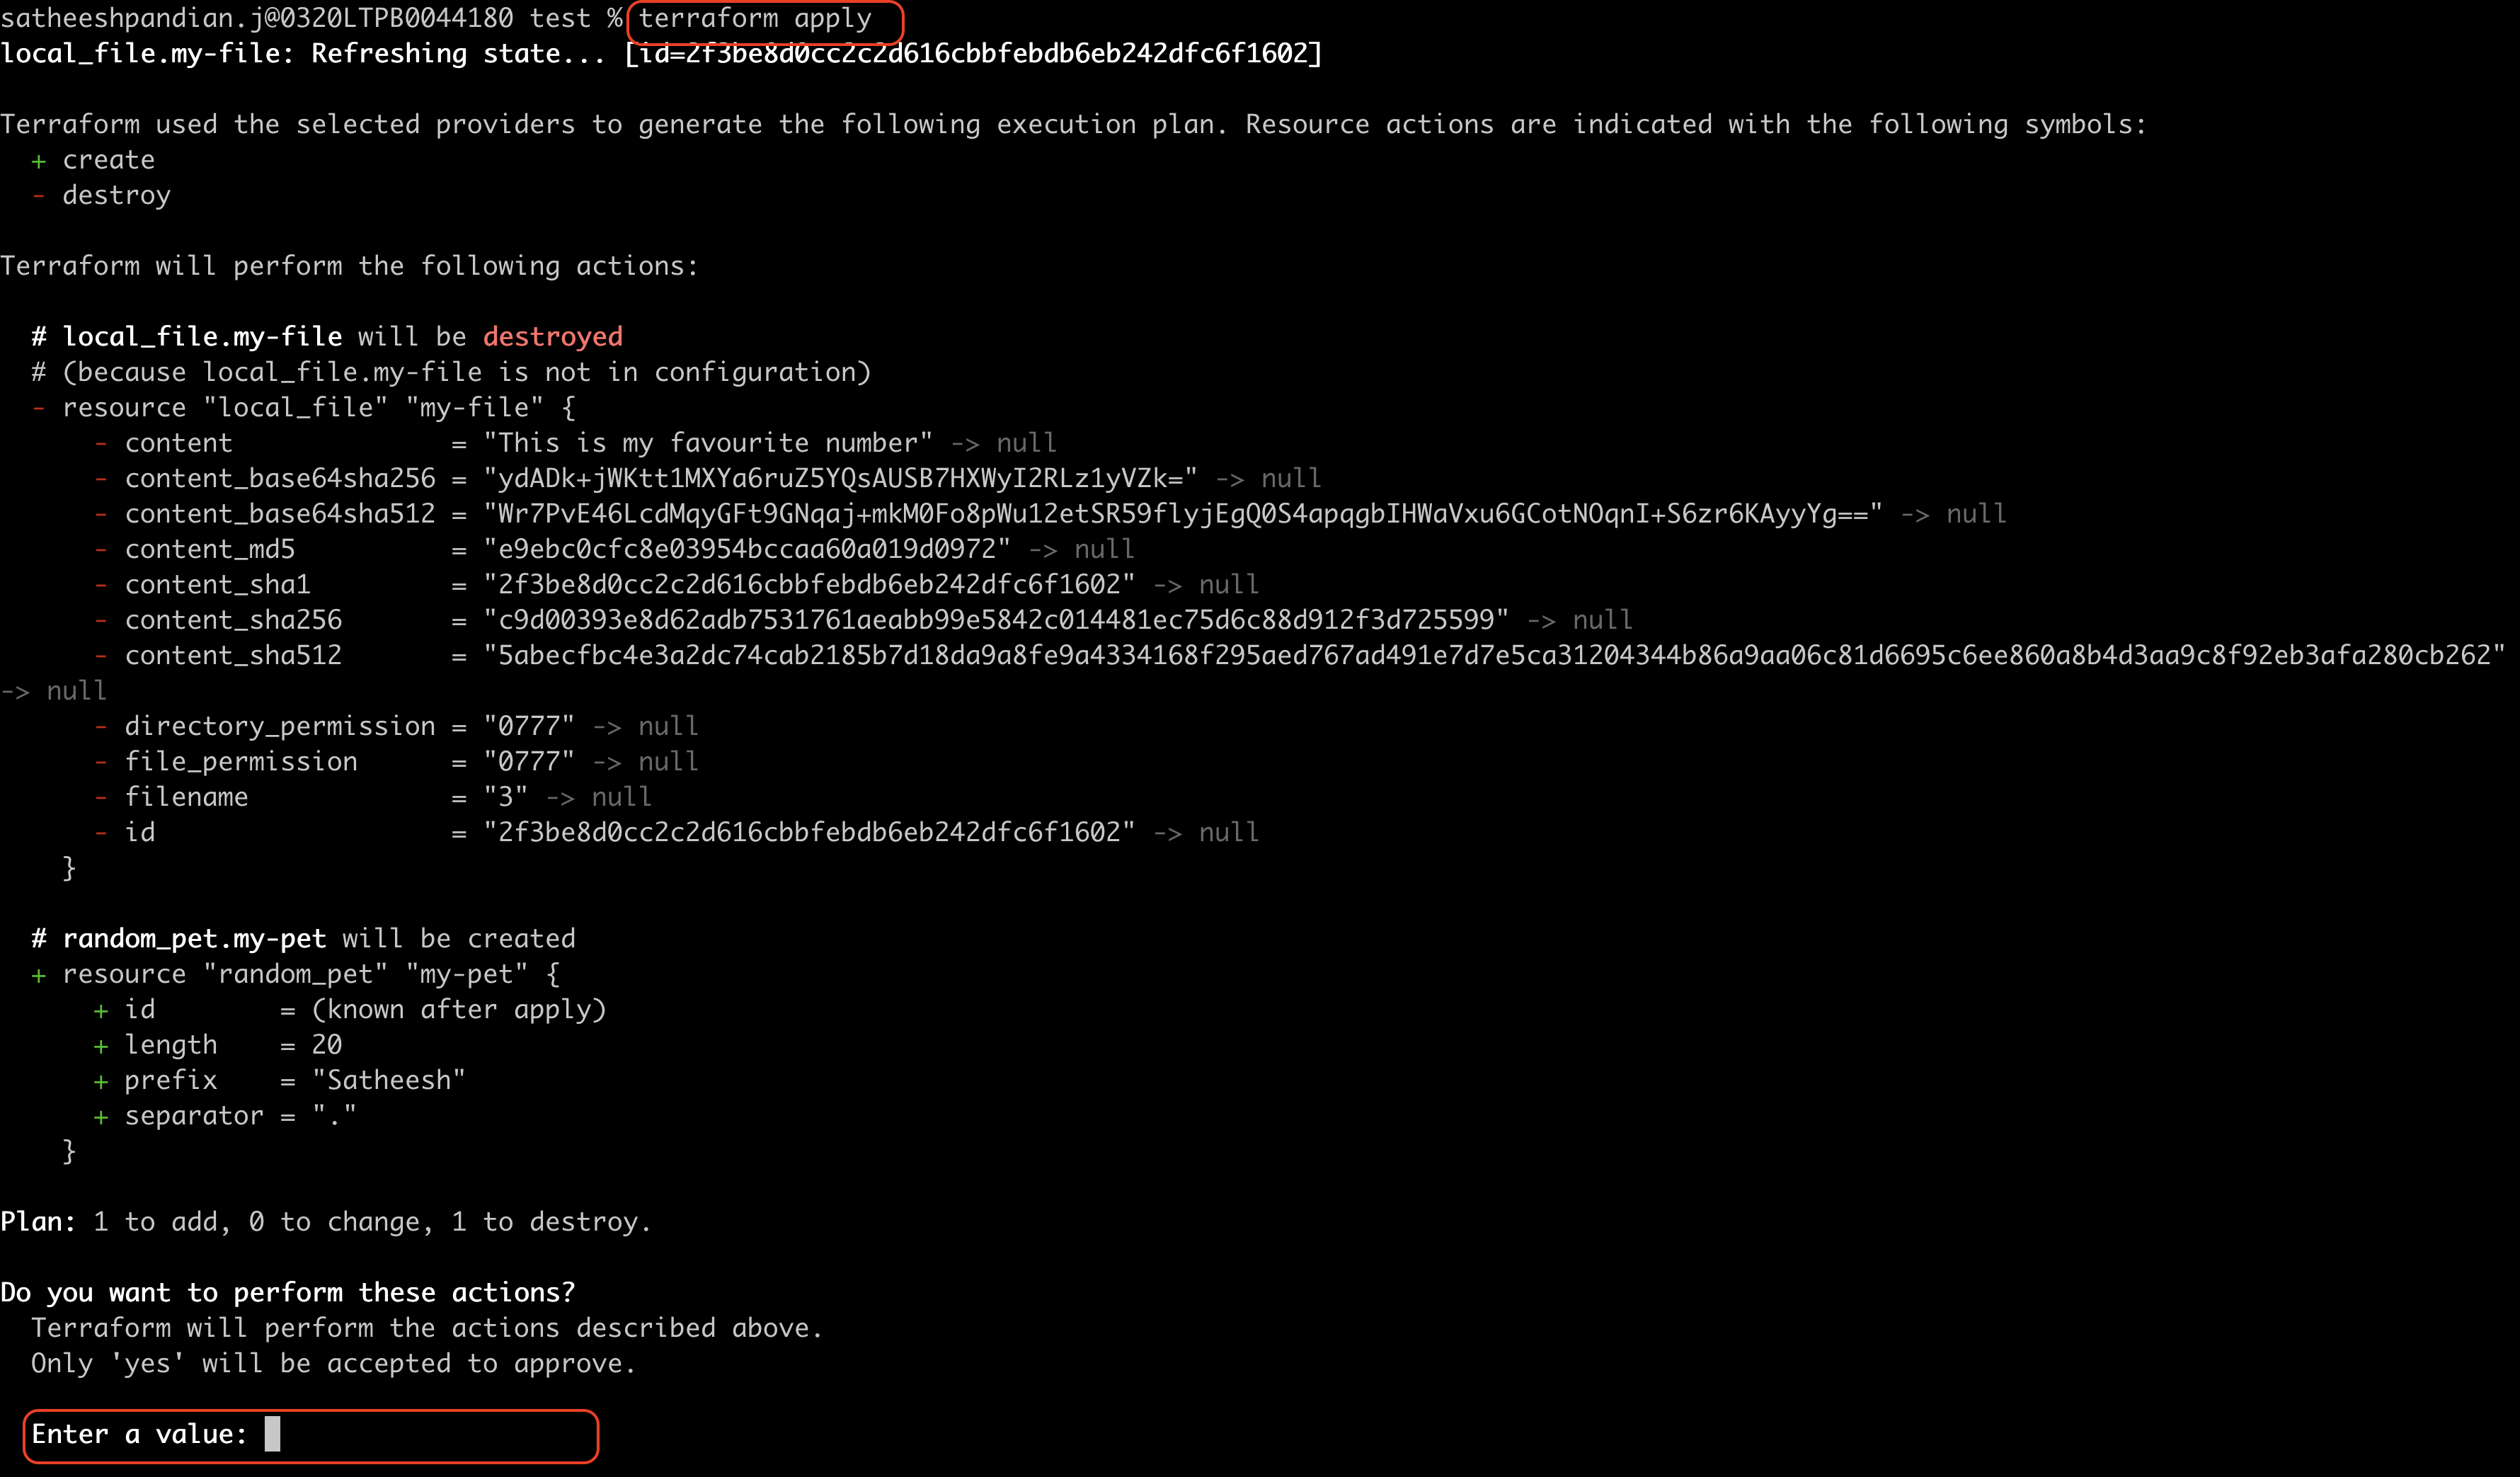 satheeshpandian.j@0320LTPB0044180 test % terraform apply
local_file.my-file: Refreshing state... [id=2f3be8d0cc2c2d616cbbfebdb6eb242dfc6f1602]
Terraform used the selected providers to generate the following execution plan. Resource actions are indicated with the following symbols:
  + create
  - destroy
Terraform will perform the following actions:
  # local_file.my-file will be destroyed
  # (because local_file.my-file is not in configuration)
  - resource "local_file" "my-file" {
      - content              = "This is my favourite number" -> null
      - content_base64sha256 = "ydADk+jWKtt1MXYa6ruZ5YQsAUSB7HXWyI2RLz1yVZk=" -> null
      - content_base64sha512 = "Wr7PvE46LcdMqyGFt9GNqaj+mkM0Fo8pWu12etSR59flyjEgQ0S4apqgbIHWaVxu6GCotNOqnI+S6zr6KAyyYg==" -> null
      - content_md5          = "e9ebc0cfc8e03954bccaa60a019d0972" -> null
      - content_sha1         = "2f3be8d0cc2c2d616cbbfebdb6eb242dfc6f1602" -> null
      - content_sha256       = "c9d00393e8d62adb7531761aeabb99e5842c014481ec75d6c88d912f3d725599" -> null
      - content_sha512       = "5abecfbc4e3a2dc74cab2185b7d18da9a8fe9a4334168f295aed767ad491e7d7e5ca31204344b86a9aa06c81d6695c6ee860a8b4d3aa9c8f92eb3afa280cb262"
-> null
      - directory_permission = "0777" -> null
      - file_permission      = "0777" -> null
      - filename             = "3" -> null
      - id                   = "2f3be8d0cc2c2d616cbbfebdb6eb242dfc6f1602" -> null
    }
  # random_pet.my-pet will be created
  + resource "random_pet" "my-pet" {
      + id        = (known after apply)
      + length    = 20
      + prefix    = "Satheesh"
      + separator = "."
    }
Plan: 1 to add, 0 to change, 1 to destroy.
Do you want to perform these actions?
  Terraform will perform the actions described above.
  Only 'yes' will be accepted to approve.
  Enter a value: